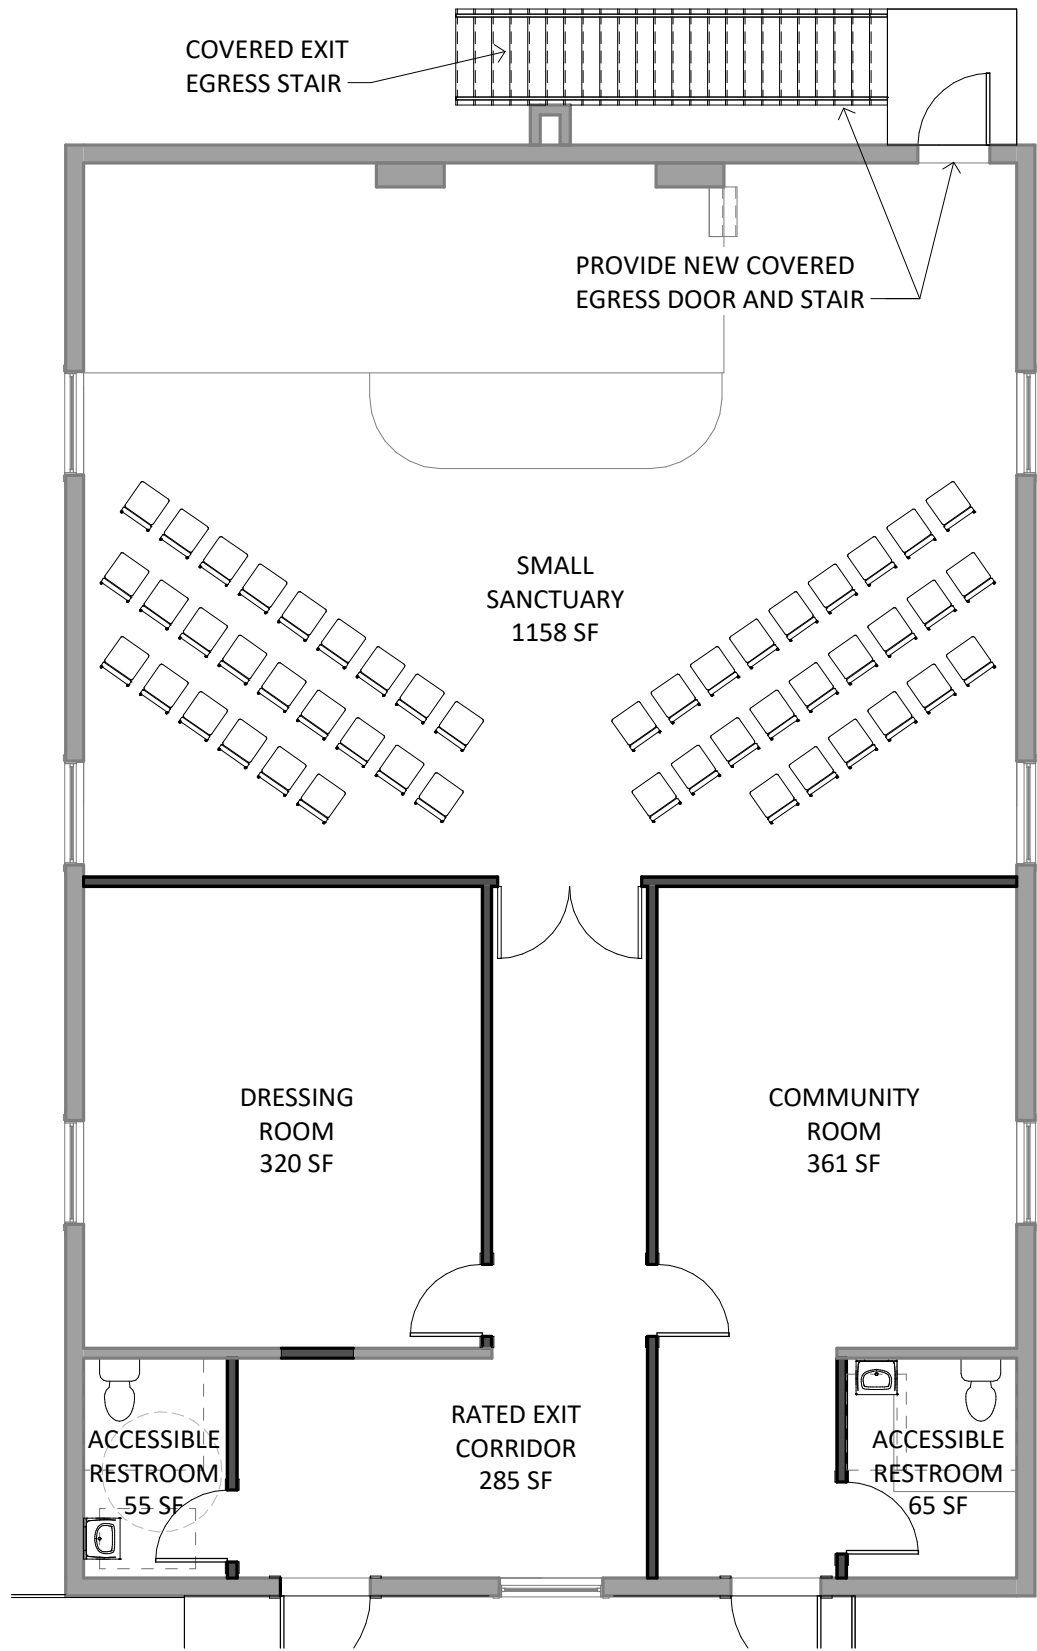 COVERED EXIT
EGRESS STAIR
PROVIDE NEW COVERED
EGRESS DOOR AND STAIR
SMALL
SANCTUARY
1158 SF
DRESSING
ROOM
320 SF
COMMUNITY
ROOM
361 SF
RATED EXIT
CORRIDOR
285 SF
ACCESSIBLE
RESTROOM
55 SF
ACCESSIBLE
RESTROOM
65 SF